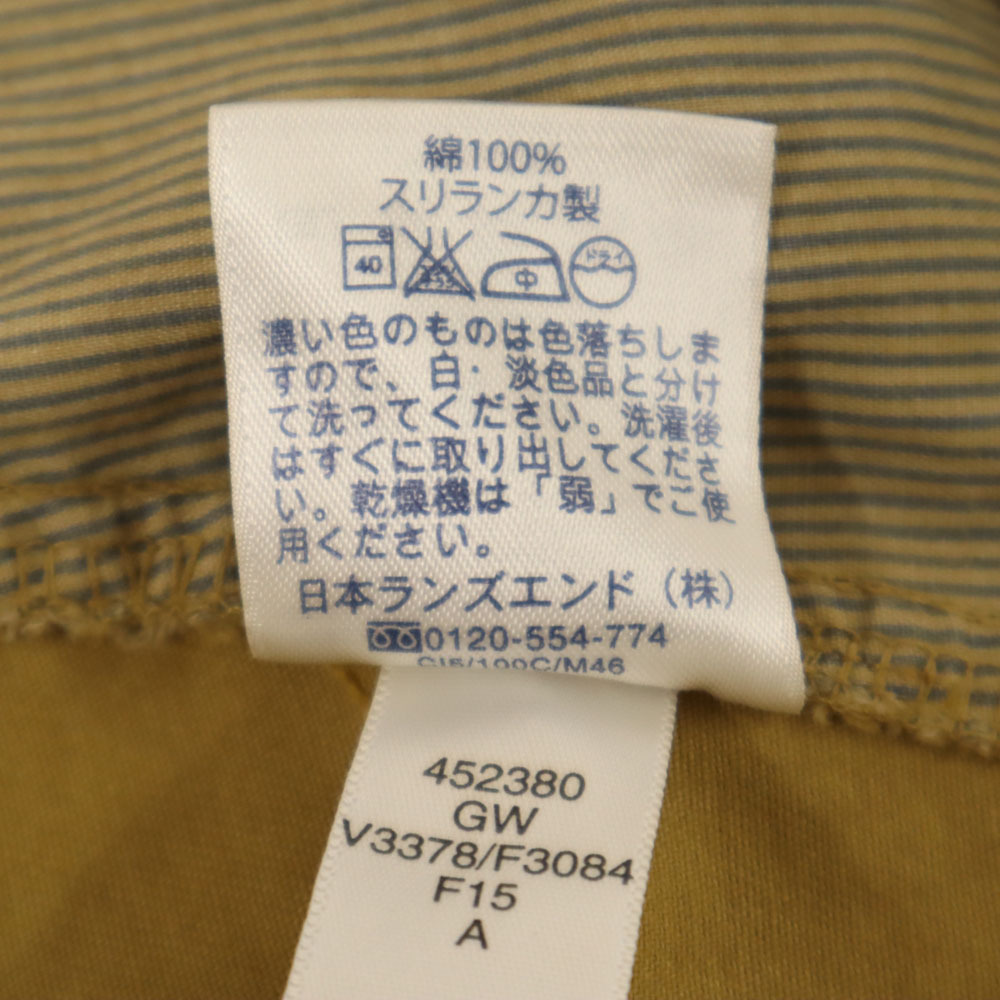 綿100%
スリランカ製
40 中 ドライ
濃い色のものは色落ちしま
すので、白・淡色品と分け
て洗ってください。洗濯後
はすぐに取り出してくださ
い。乾燥機は「弱」でご使
用ください。
日本ランズエンド（株）
0120-554-774
452380
GW
V3378/F3084
F15
A